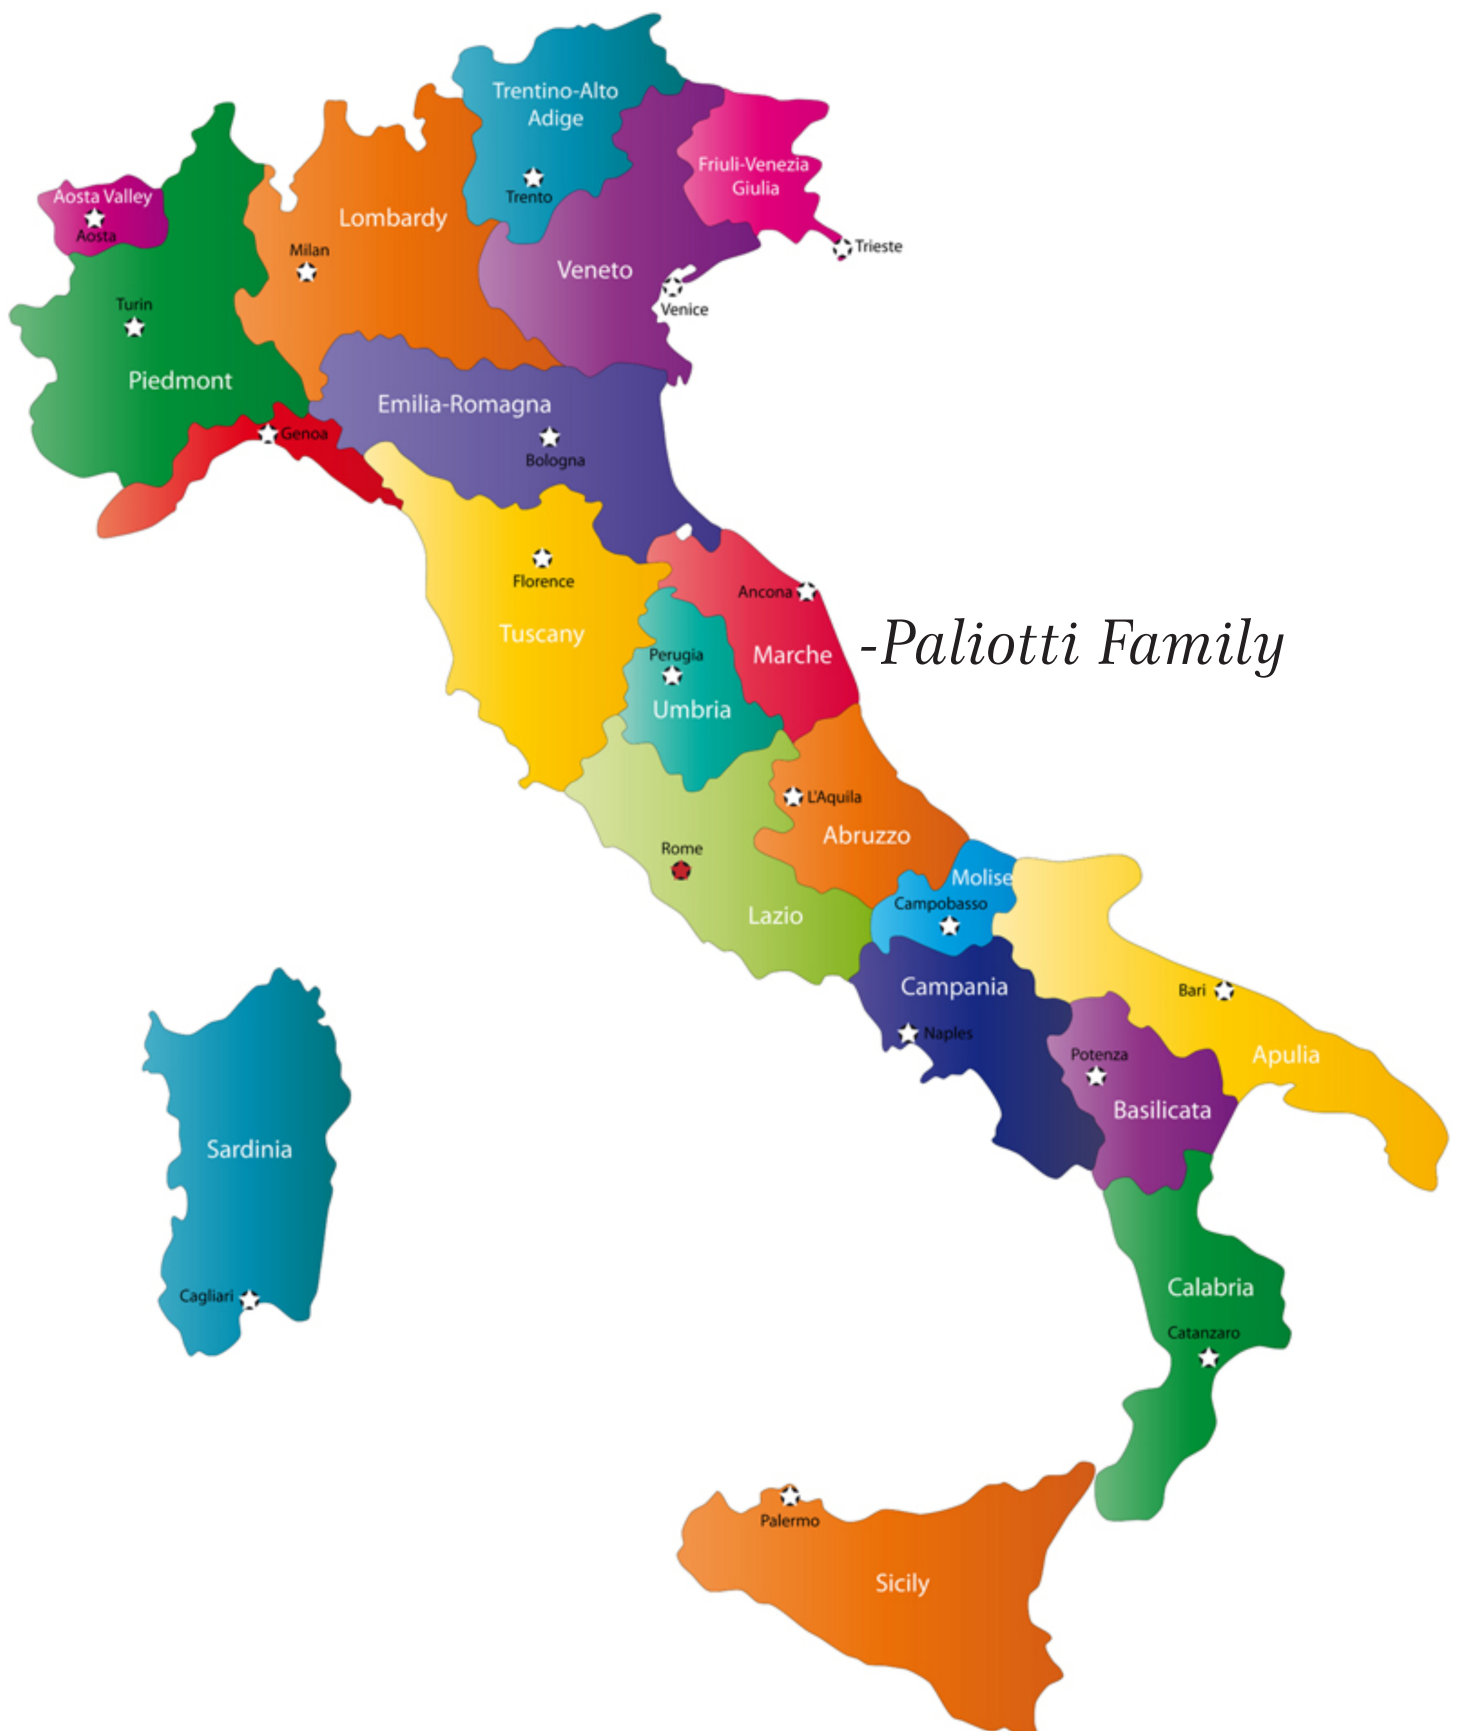 Trentino-Alto
Adige
Trento
Friuli-Venezia
Giulia
Trieste
Aosta Valley
Aosta
Lombardy
Milan
Veneto
Venice
Turin
Piedmont
Emilia-Romagna
Bologna
Genoa
Florence
Tuscany
Ancona
Marche
-Paliotti Family
Perugia
Umbria
L'Aquila
Abruzzo
Rome
Lazio
Molise
Campobasso
Campania
Naples
Bari
Apulia
Potenza
Basilicata
Sardinia
Cagliari
Calabria
Catanzaro
Palermo
Sicily